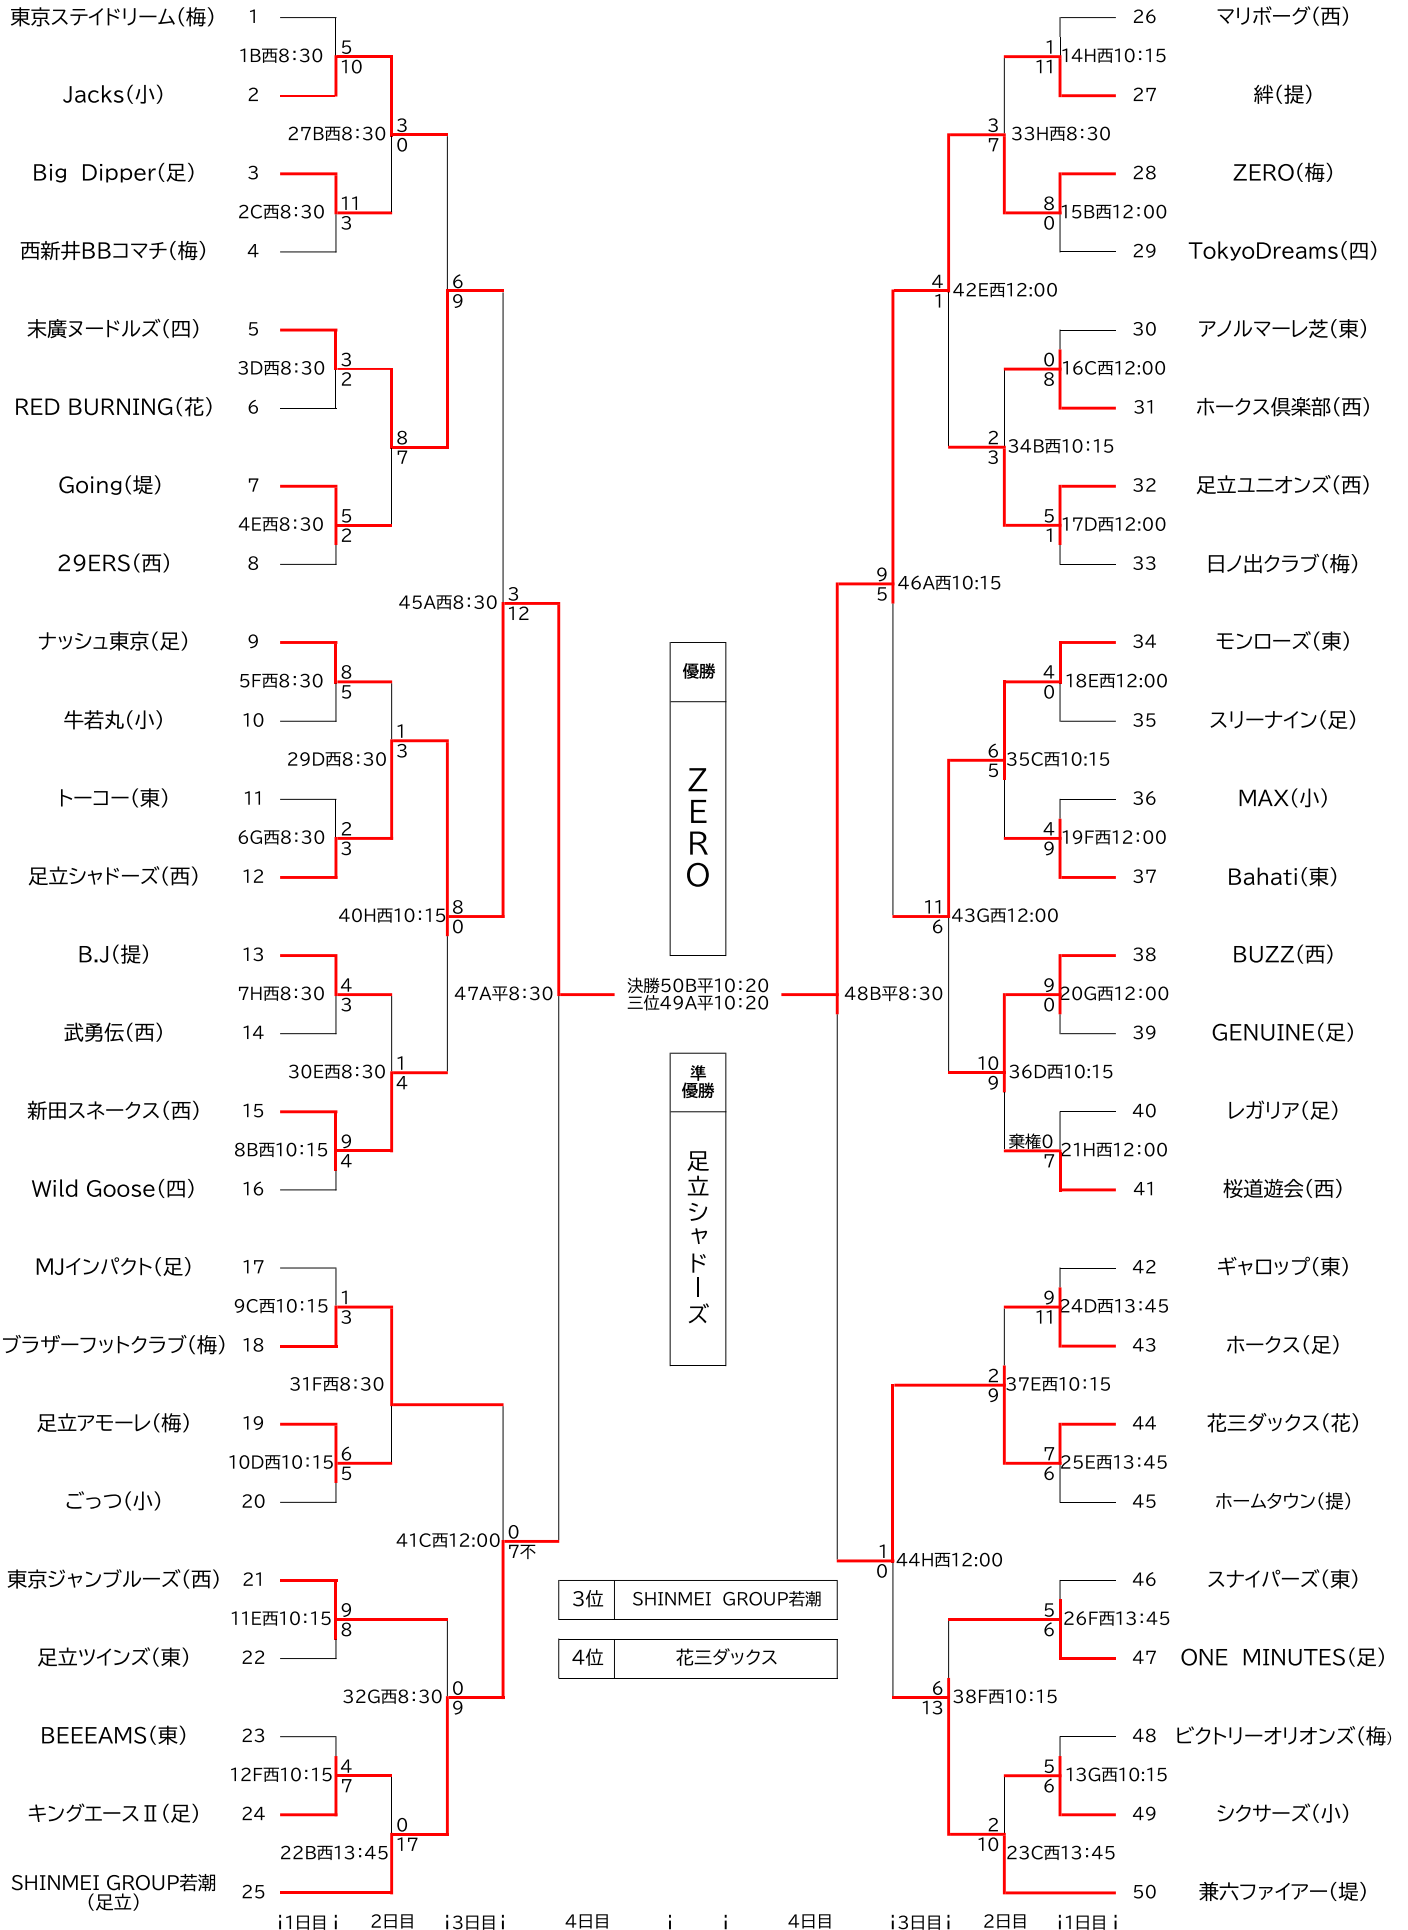 東京ステイドリーム(梅) 1
1B西8:30 5
10
Jacks(小) 2
27B西8:30 3
0
Big Dipper(足) 3
2C西8:30 11
3
西新井BBコマチ(梅) 4
6
9
末廣ヌードルズ(四) 5
3D西8:30 3
2
RED BURNING(花) 6
8
7
Going(堤) 7
4E西8:30 5
2
29ERS(西) 8
45A西8:30 3
12
ナッシュ東京(足) 9
5F西8:30 8
5
牛若丸(小) 10
29D西8:30 1
3
トーコー(東) 11
6G西8:30 2
3
足立シャドーズ(西) 12
40H西10:15 8
0
B.J(提) 13
7H西8:30 4
3
武勇伝(西) 14
30E西8:30 1
4
新田スネークス(西) 15
8B西10:15 9
4
Wild Goose(四) 16
47A平8:30
MJインパクト(足) 17
9C西10:15 1
3
ブラザーフットクラブ(梅) 18
31F西8:30
足立アモーレ(梅) 19
10D西10:15 6
5
ごっつ(小) 20
41C西12:00 0
7不
東京ジャンブルーズ(西) 21
11E西10:15 9
8
足立ツインズ(東) 22
32G西8:30 0
9
BEEEAMS(東) 23
12F西10:15 4
7
キングエースⅡ(足) 24
22B西13:45 0
17
SHINMEI GROUP若潮
(足立) 25
優勝
ZERO
決勝50B平10:20
三位49A平10:20
準
優勝
足立シャドーズ
3位 SHINMEI GROUP若潮
4位 花三ダックス
26 マリボーグ(西)
1 14H西10:15
11
27 絆(提)
3 33H西8:30
7
28 ZERO(梅)
8 15B西12:00
0
29 TokyoDreams(四)
4 42E西12:00
1
30 アノルマーレ芝(東)
0 16C西12:00
8
31 ホークス倶楽部(西)
2 34B西10:15
3
32 足立ユニオンズ(西)
5 17D西12:00
1
33 日ノ出クラブ(梅)
9 46A西10:15
5
34 モンローズ(東)
4 18E西12:00
0
35 スリーナイン(足)
6 35C西10:15
5
36 MAX(小)
4 19F西12:00
9
37 Bahati(東)
11 43G西12:00
6
38 BUZZ(西)
9 20G西12:00
0
39 GENUINE(足)
48B平8:30
10 36D西10:15
9
40 レガリア(足)
棄権0 21H西12:00
7
41 桜道遊会(西)
42 ギャロップ(東)
9 24D西13:45
11
43 ホークス(足)
2 37E西10:15
9
44 花三ダックス(花)
7 25E西13:45
6
45 ホームタウン(提)
1 44H西12:00
0
46 スナイパーズ(東)
5 26F西13:45
6
47 ONE MINUTES(足)
6 38F西10:15
13
48 ビクトリーオリオンズ(梅)
5 13G西10:15
6
49 シクサーズ(小)
2 23C西13:45
10
50 兼六ファイアー(堤)
1日目 2日目 3日目 4日目 4日目 3日目 2日目 1日目